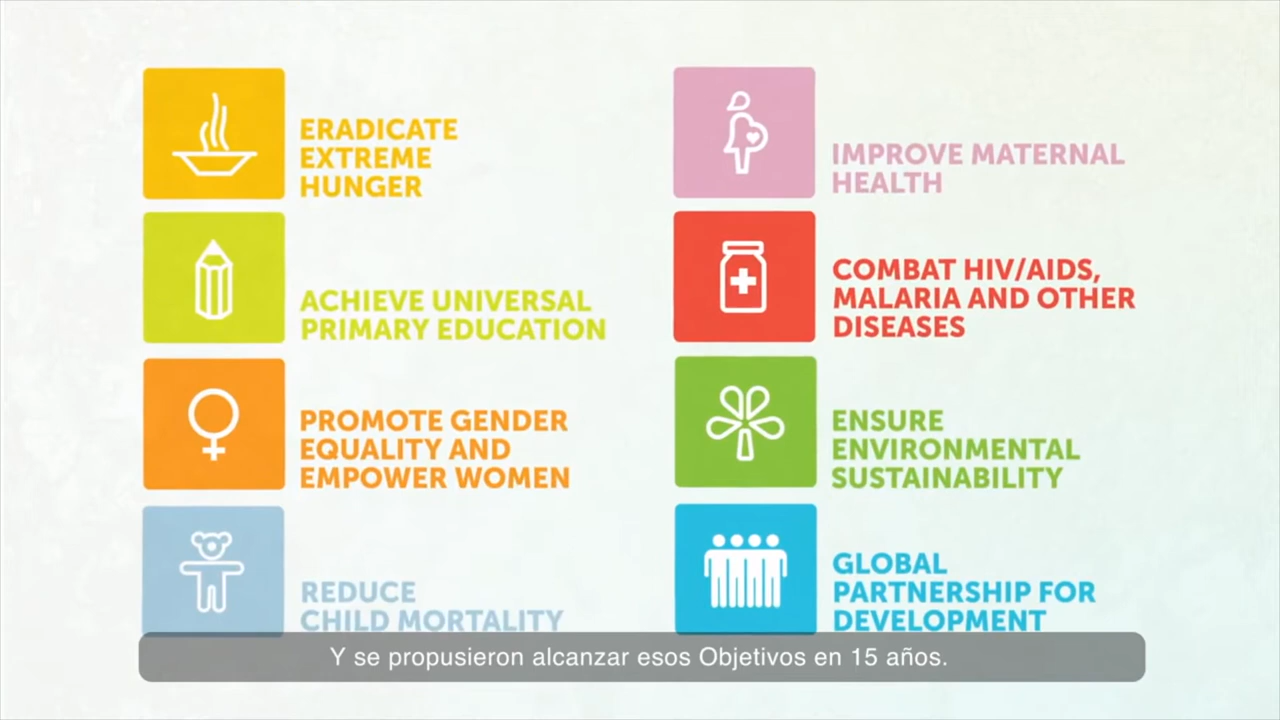 ERADICATE
EXTREME
HUNGER
ACHIEVE UNIVERSAL
PRIMARY EDUCATION
PROMOTE GENDER
EQUALITY AND
EMPOWER WOMEN
REDUCE
CHILD MORTALITY
IMPROVE MATERNAL
HEALTH
COMBAT HIV/AIDS,
MALARIA AND OTHER
DISEASES
ENSURE
ENVIRONMENTAL
SUSTAINABILITY
GLOBAL
PARTNERSHIP FOR
DEVELOPMENT
Y se propusieron alcanzar esos Objetivos en 15 años.